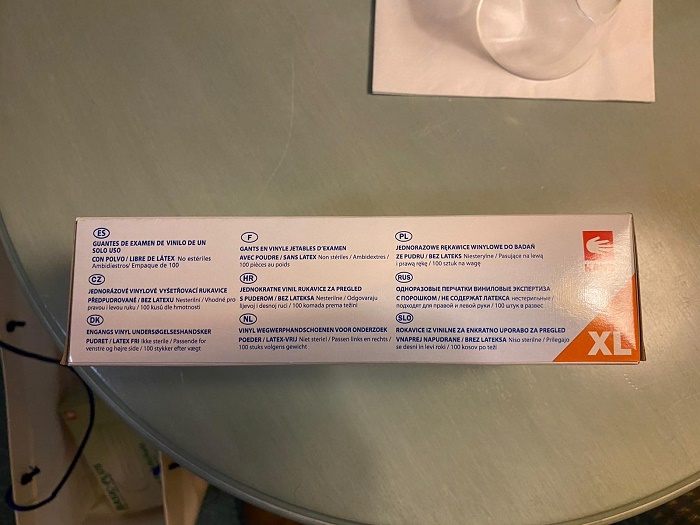 ES
GUANTES DE EXAMEN DE VINILO DE UN
SOLO USO
CON POLVO / LIBRE DE LÁTEX No estériles
Ambidiestros/ Empaque de 100
CZ
JEDNORÁZOVÉ VINYLOVÉ VYŠETŘOVACÍ RUKAVICE
PŘEDPUDROVANÉ / BEZ LATEXU Nesterilní / Vhodné pro
pravou i levou ruku / 100 kusů dle hmotnosti
DK
ENGANGS VINYL UNDERSØGELSESHANDSKER
PUDRET / LATEX FRI Ikke sterile / Passende for
venstre og højre side / 100 stykker efter vægt
F
GANTS EN VINYLE JETABLES D'EXAMEN
AVEC POUDRE / SANS LATEX Non stériles / Ambidextres /
100 pièces au poids
HR
JEDNOKRATNE VINIL RUKAVICE ZA PREGLED
S PUDEROM / BEZ LATEKSA Nesterilne / Odgovaraju
lijevoj i desnoj ruci / 100 komada prema težini
NL
VINYL WEGWERPHANDSCHOENEN VOOR ONDERZOEK
POEDER / LATEX-VRIJ Niet steriel / Passen links en rechts /
100 stuks volgens gewicht
PL
JEDNORAZOWE RĘKAWICE WINYLOWE DO BADAŃ
ZE PUDRU / BEZ LATEKS Niesterylne / Pasujące na lewą
i prawą rękę / 100 sztuk na wagę
RUS
ОДНОРАЗОВЫЕ ПЕРЧАТКИ ВИНИЛОВЫЕ ЭКСПЕРТИЗА
С ПОРОШКОМ / НЕ СОДЕРЖАТ ЛАТЕКСА нестерильные /
подходят для правой и левой руки / 100 штук в развес
SLO
ROKAVICE IZ VINILNE ZA ENKRATNO UPORABO ZA PREGLED
VNAPREJ NAPUDRANE / BREZ LATEKSA Niso sterilne / Prilegajo
se desni in levi roki / 100 kosov po teži
XL